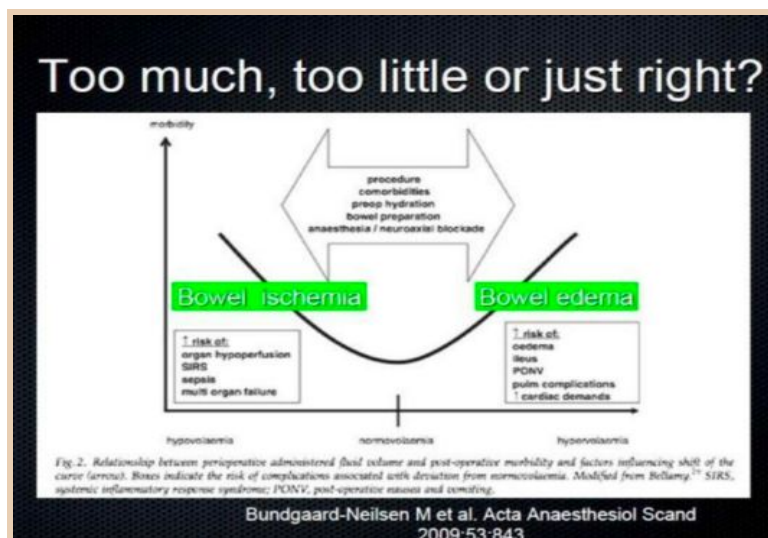 Too much, too little or just right?
morbidity
procedure
comorbidities
preop hydration
bowel preparation
anaesthesia / neuroaxial blockade
Bowel ischemia
Bowel edema
↑ risk of:
organ hypoperfusion
SIRS
sepsis
multi organ failure
↑ risk of:
oedema
ileus
PONV
pulm complications
↑ cardiac demands
hypovolaemia
normovolaemia
hypervolaemia
Fig. 2. Relationship between perioperative administered fluid volume and post-operative morbidity and factors influencing shift of the
curve (arrow). Boxes indicate the risk of complications associated with deviation from normovolaemia. Modified from Bellamy. SIRS,
systemic inflammatory response syndrome; PONV, post-operative nausea and vomiting.
Bundgaard-Neilsen M et al. Acta Anaesthesiol Scand
2009;53:843